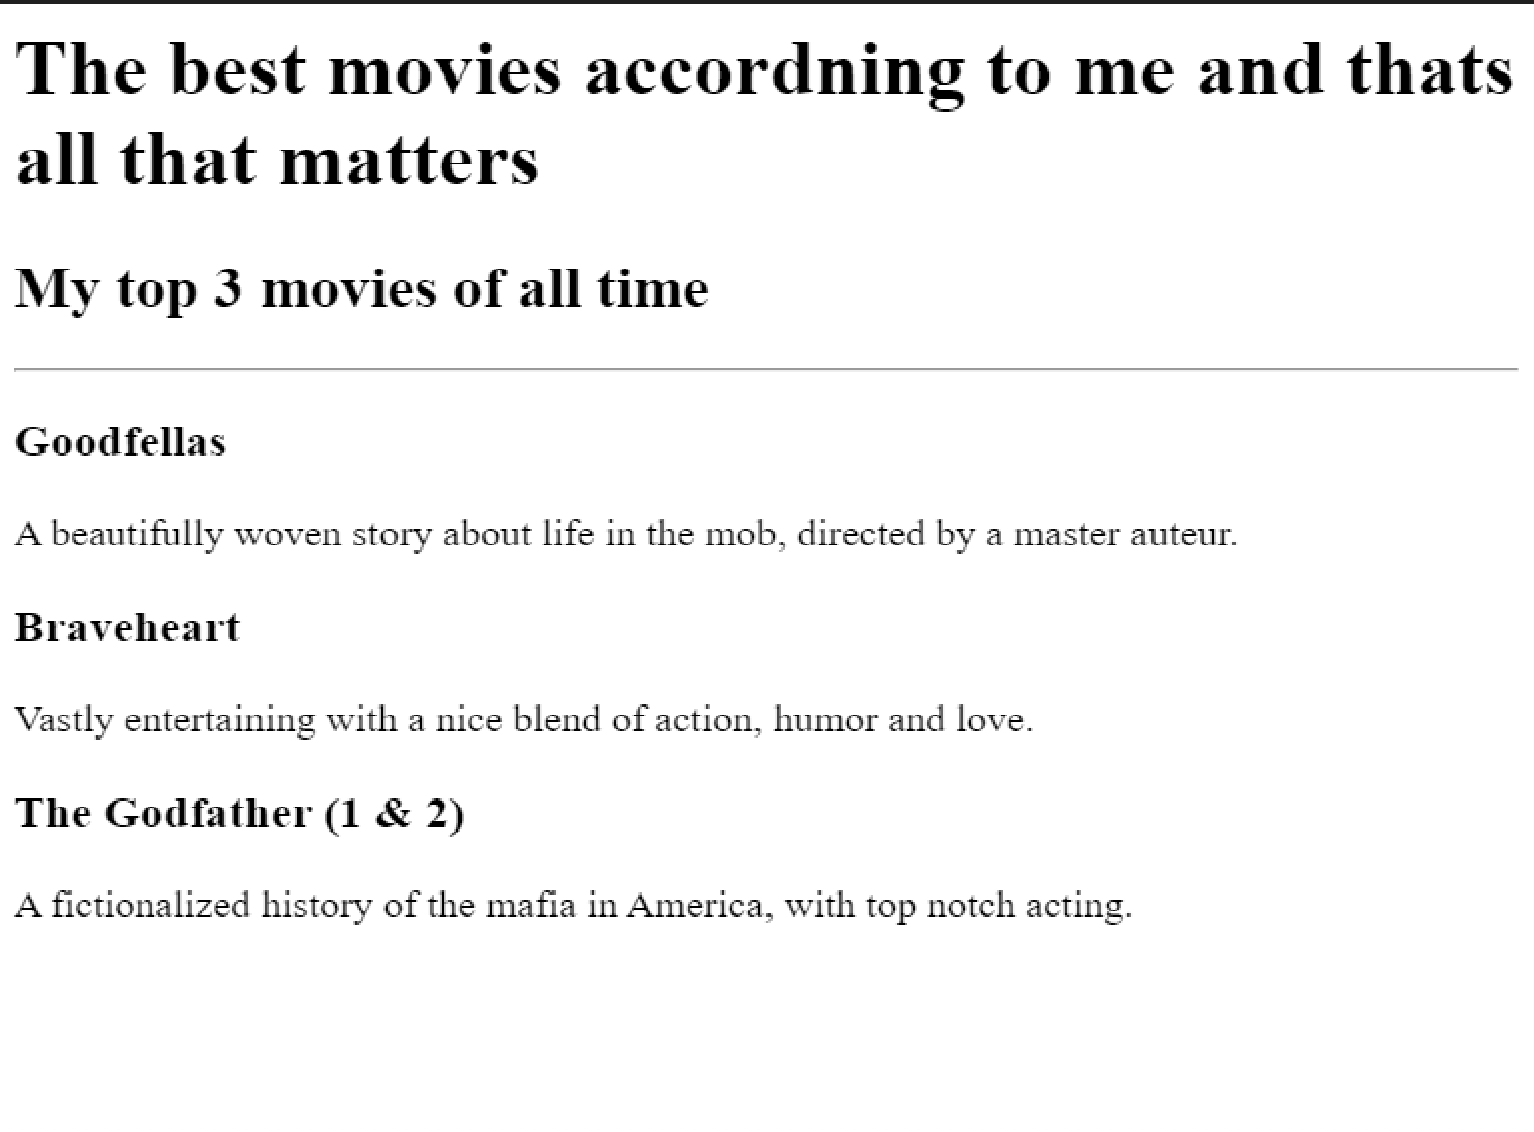 The best movies accordning to me and thats
all that matters
My top 3 movies of all time
Goodfellas
A beautifully woven story about life in the mob, directed by a master auteur.
Braveheart
Vastly entertaining with a nice blend of action, humor and love.
The Godfather (1 & 2)
A fictionalized history of the mafia in America, with top notch acting.